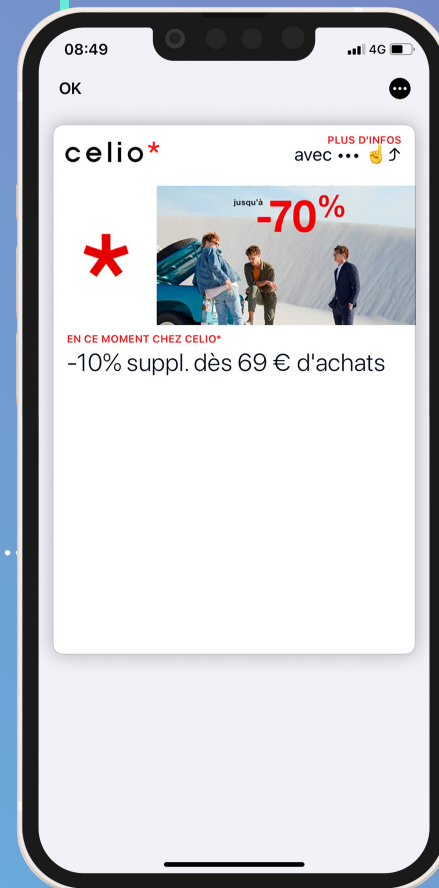 08:49
4G
OK
celio*
PLUS D'INFOS
avec ••• ☝️⤴
jusqu'à
-70%
*
EN CE MOMENT CHEZ CELIO*
-10% suppl. dès 69 € d'achats